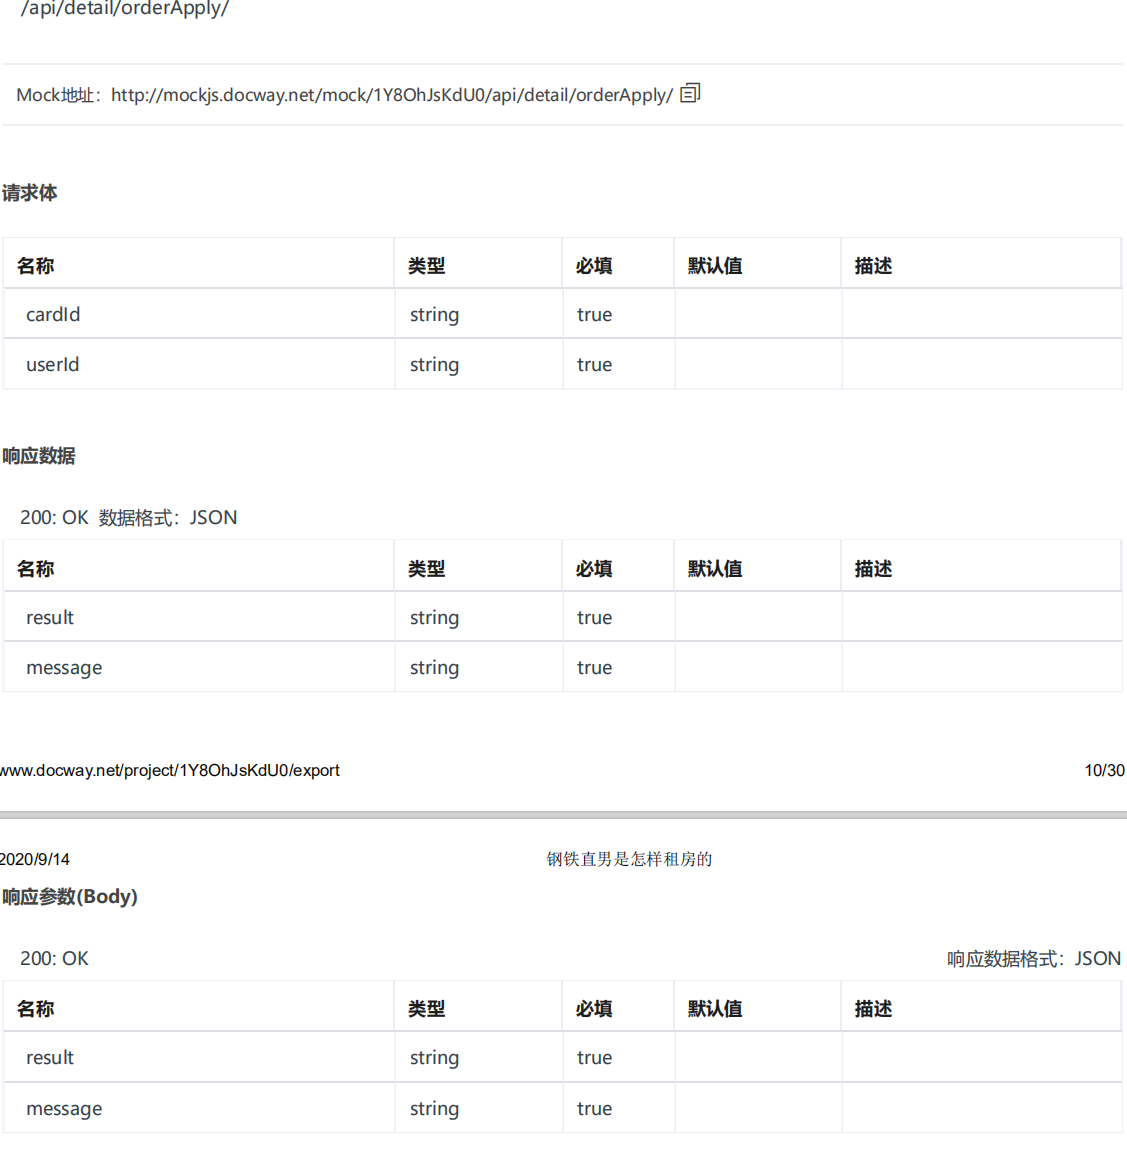 /api/detail/orderApply/
Mock地址：http://mockjs.docway.net/mock/1Y8OhJsKdU0/api/detail/orderApply/
请求体
名称 类型 必填 默认值 描述
cardId string true
userId string true
响应数据
200: OK 数据格式：JSON
名称 类型 必填 默认值 描述
result string true
message string true
www.docway.net/project/1Y8OhJsKdU0/export 10/30
2020/9/14 钢铁直男是怎样租房的
响应参数(Body)
200: OK 响应数据格式：JSON
名称 类型 必填 默认值 描述
result string true
message string true